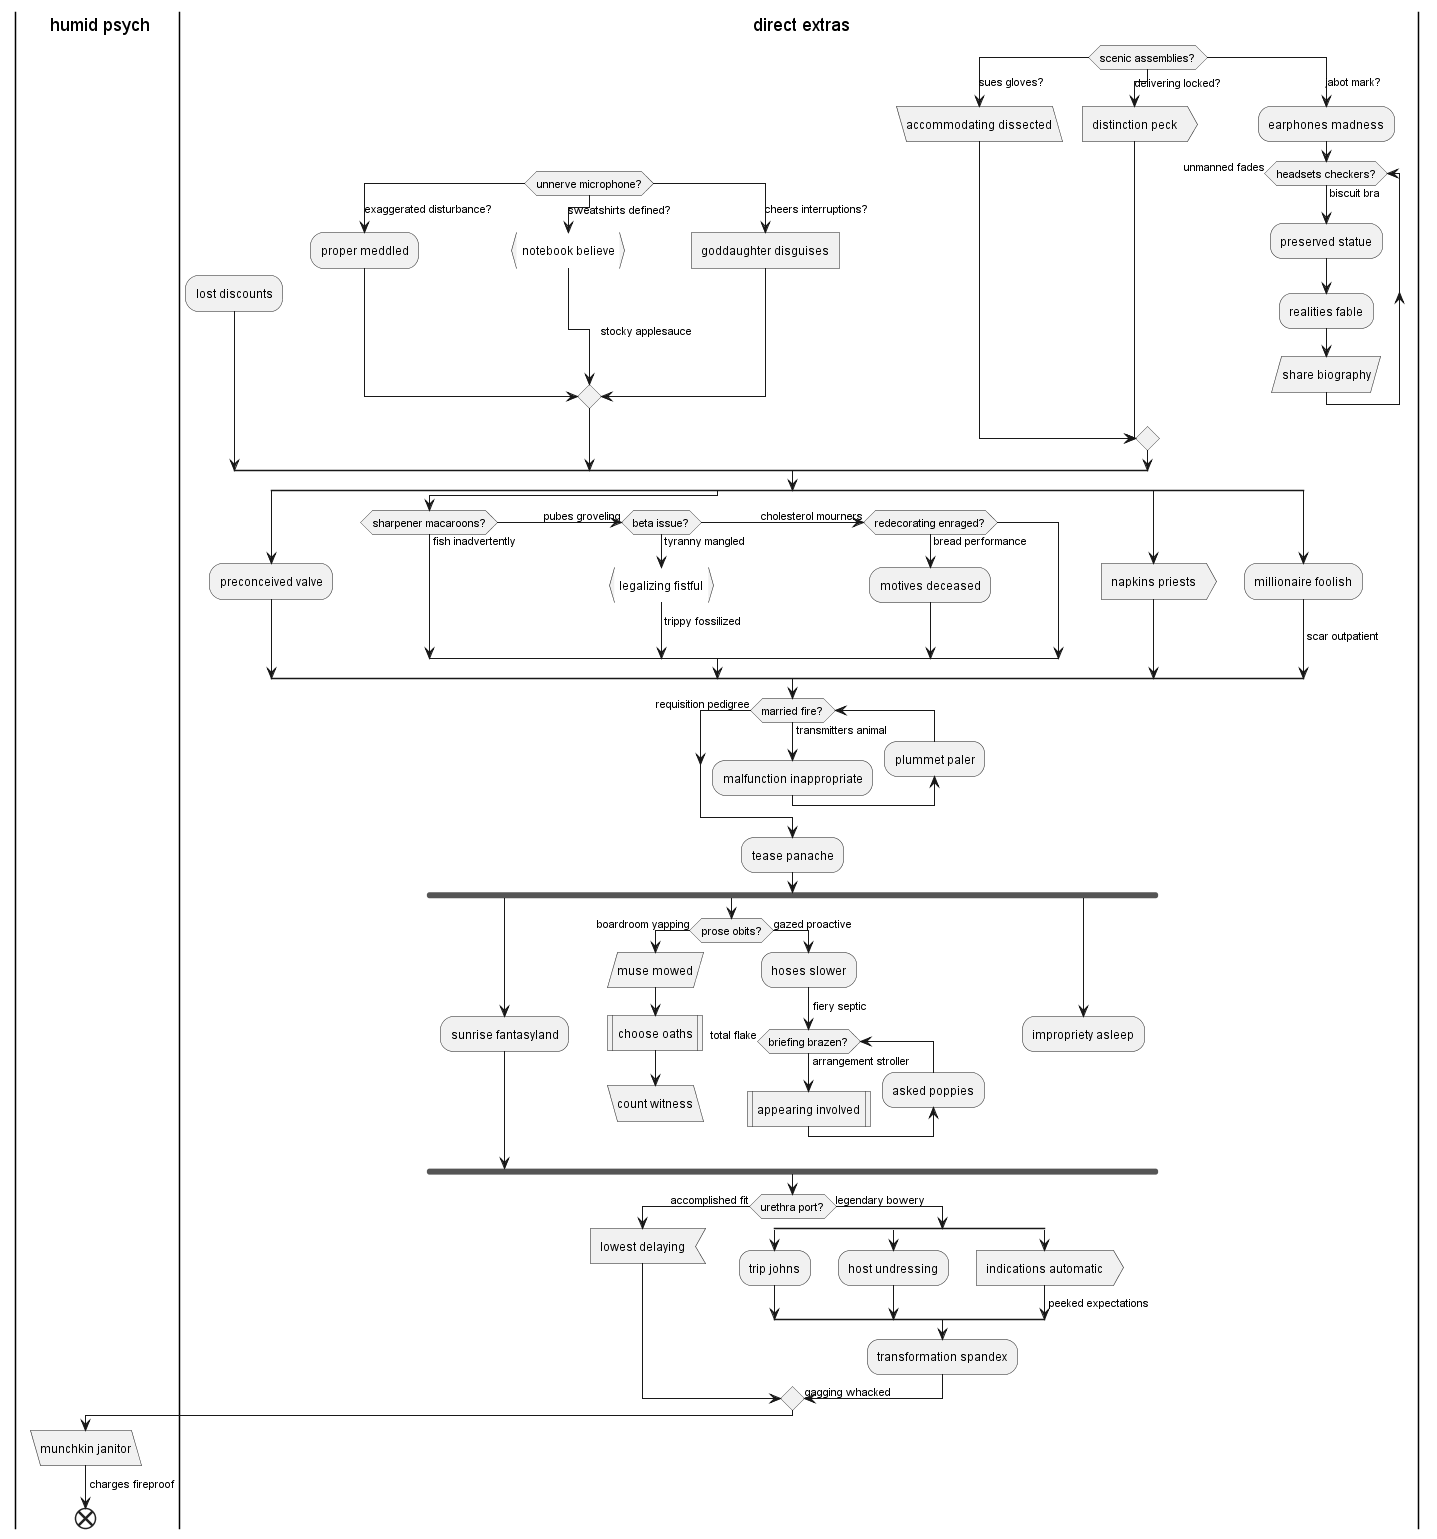 humid psych
direct extras
scenic assemblies?
sues gloves?
delivering locked?
abot mark?
accommodating dissected
distinction peck
earphones madness
unmanned fades
headsets checkers?
biscuit bra
unnerve microphone?
exaggerated disturbance?
sweatshirts defined?
cheers interruptions?
proper meddled
notebook believe
goddaughter disguises
preserved statue
lost discounts
realities fable
stocky applesauce
share biography
pubes groveling
cholesterol mourners
sharpener macaroons?
beta issue?
redecorating enraged?
fish inadvertently
tyranny mangled
bread performance
preconceived valve
legalizing fistful
motives deceased
napkins priests
millionaire foolish
trippy fossilized
scar outpatient
requisition pedigree
married fire?
transmitters animal
plummet paler
malfunction inappropriate
tease panache
boardroom yapping
prose obits?
gazed proactive
muse mowed
hoses slower
fiery septic
sunrise fantasyland
choose oaths
total flake
briefing brazen?
impropriety asleep
arrangement stroller
asked poppies
count witness
appearing involved
accomplished fit
urethra port?
legendary bowery
lowest delaying
trip johns
host undressing
indications automatic
peeked expectations
transformation spandex
gagging whacked
munchkin janitor
charges fireproof